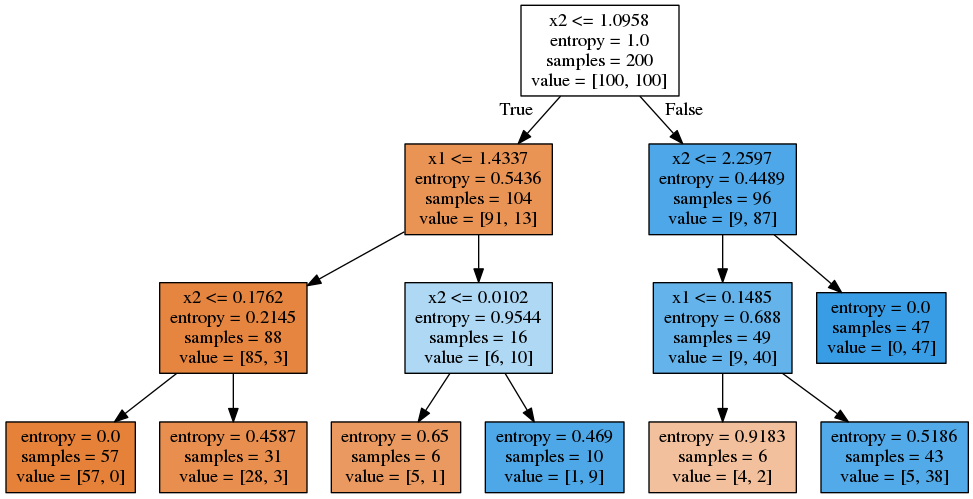 x2 <= 1.0958
entropy = 1.0
samples = 200
value = [100, 100]
True
False
x1 <= 1.4337
entropy = 0.5436
samples = 104
value = [91, 13]
x2 <= 2.2597
entropy = 0.4489
samples = 96
value = [9, 87]
x2 <= 0.1762
entropy = 0.2145
samples = 88
value = [85, 3]
x2 <= 0.0102
entropy = 0.9544
samples = 16
value = [6, 10]
x1 <= 0.1485
entropy = 0.688
samples = 49
value = [9, 40]
entropy = 0.0
samples = 47
value = [0, 47]
entropy = 0.0
samples = 57
value = [57, 0]
entropy = 0.4587
samples = 31
value = [28, 3]
entropy = 0.65
samples = 6
value = [5, 1]
entropy = 0.469
samples = 10
value = [1, 9]
entropy = 0.9183
samples = 6
value = [4, 2]
entropy = 0.5186
samples = 43
value = [5, 38]